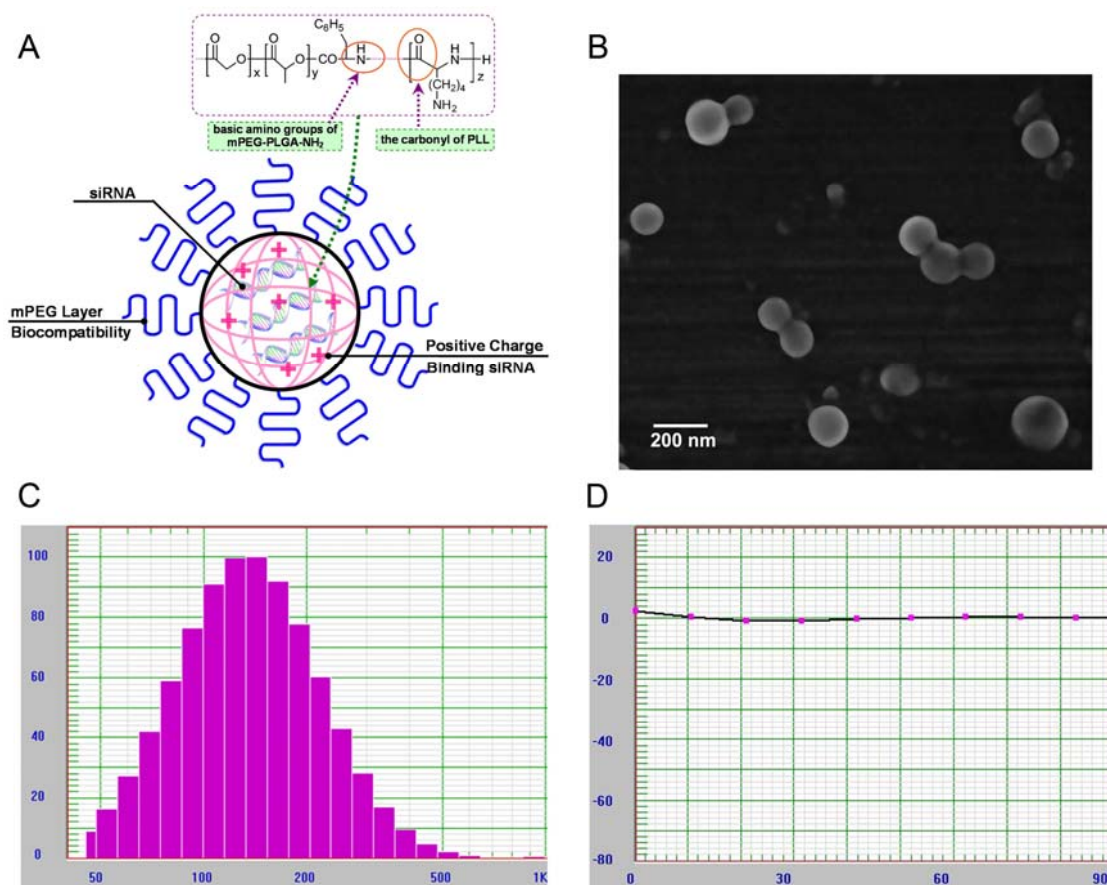 A
C₆H₅
O
O
H
O
H
O
O
CO
N
N
H
x
y
(CH₂)₄
z
NH₂
basic amino groups of
mPEG-PLGA-NH₂
the carbonyl of PLL
siRNA
mPEG Layer
Biocompatibility
Positive Charge
Binding siRNA
B
200 nm
C
100
80
60
40
20
0
50
100
200
500
1K
D
20
0
-20
-40
-60
-80
0
30
60
90